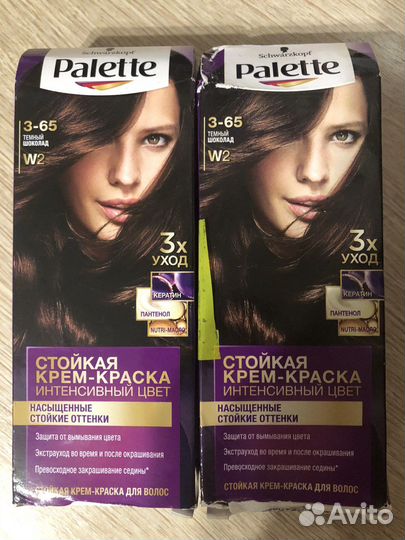 Schwarzkopf
Palette
3-65
ТЕМНЫЙ
ШОКОЛАД
W2
3x
УХОД
КЕРАТИН
ПАНТЕНОЛ
NUTRI-МАСЛО
СТОЙКАЯ
КРЕМ-КРАСКА
ИНТЕНСИВНЫЙ ЦВЕТ
НАСЫЩЕННЫЕ
СТОЙКИЕ ОТТЕНКИ
Защита от вымывания цвета
Экстрауход во время и после окрашивания
Превосходное закрашивание седины*
СТОЙКАЯ КРЕМ-КРАСКА ДЛЯ ВОЛОС
Schwarzkopf
Palette
3-65
ТЕМНЫЙ
ШОКОЛАД
W2
3x
УХОД
КЕРАТИН
ПАНТЕНОЛ
NUTRI-МАСЛО
СТОЙКАЯ
КРЕМ-КРАСКА
ИНТЕНСИВНЫЙ ЦВЕТ
НАСЫЩЕННЫЕ
СТОЙКИЕ ОТТЕНКИ
Защита от вымывания цвета
Экстрауход во время и после окрашивания
Превосходное закрашивание седины*
СТОЙКАЯ КРЕМ-КРАСКА ДЛЯ ВОЛОС
Avito